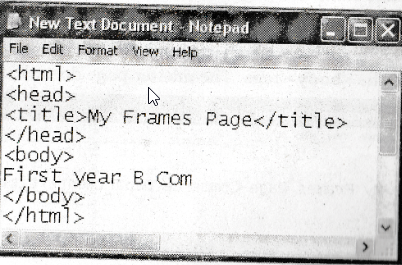 New Text Document - Notepad
File Edit Format View Help
<html>
<head>
<title>My Frames Page</title>
</head>
<body>
First year B.Com
</body>
</html>